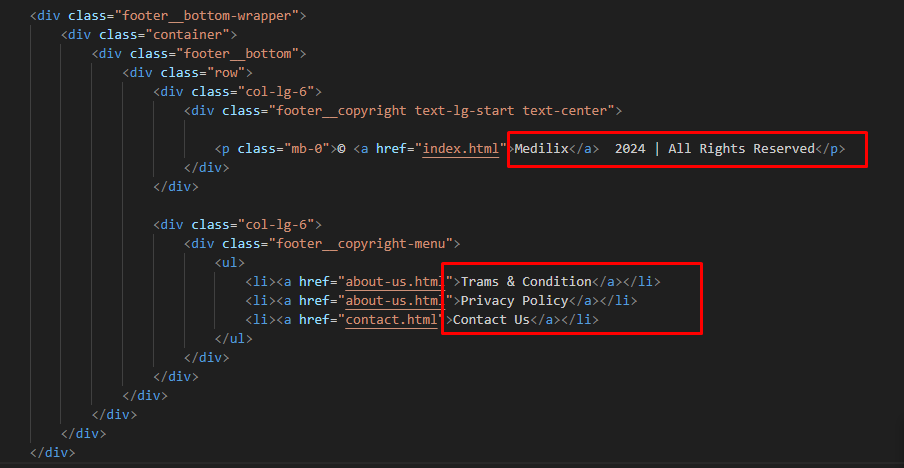 <div class="footer__bottom-wrapper">
<div class="container">
<div class="footer__bottom">
<div class="row">
<div class="col-lg-6">
<div class="footer__copyright text-lg-start text-center">
<p class="mb-0">© <a href="index.html">Medilix</a>  2024 | All Rights Reserved</p>
</div>
</div>
<div class="col-lg-6">
<div class="footer__copyright-menu">
<ul>
<li><a href="about-us.html">Trams & Condition</a></li>
<li><a href="about-us.html">Privacy Policy</a></li>
<li><a href="contact.html">Contact Us</a></li>
</ul>
</div>
</div>
</div>
</div>
</div>
</div>